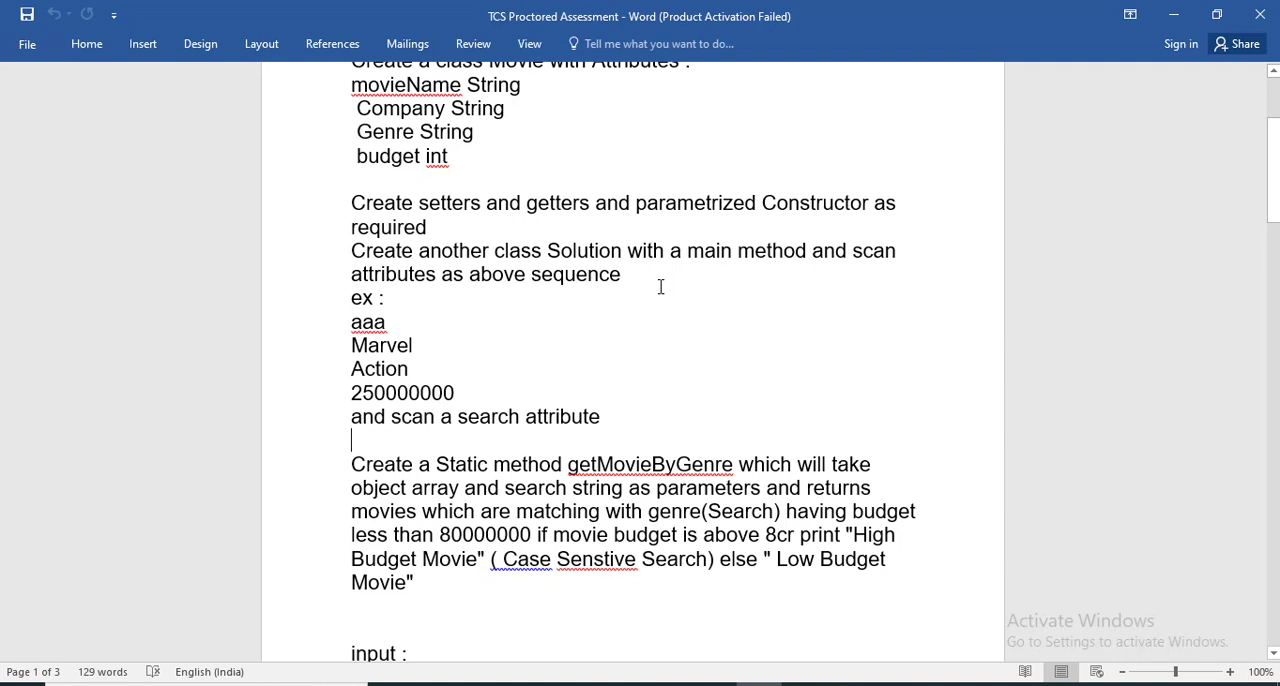 TCS Proctored Assessment - Word (Product Activation Failed)
File Home Insert Design Layout References Mailings Review View Tell me what you want to do... Sign in Share
Create a class Movie with Attributes :
movieName String
Company String
Genre String
budget int
Create setters and getters and parametrized Constructor as
required
Create another class Solution with a main method and scan
attributes as above sequence
ex :
aaa
Marvel
Action
250000000
and scan a search attribute
Create a Static method getMovieByGenre which will take
object array and search string as parameters and returns
movies which are matching with genre(Search) having budget
less than 80000000 if movie budget is above 8cr print "High
Budget Movie" ( Case Senstive Search) else " Low Budget
Movie"
input :
Activate Windows
Go to Settings to activate Windows.
Page 1 of 3 129 words English (India) 100%